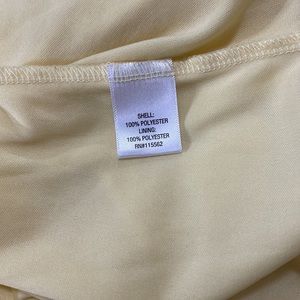 SHELL:
100% POLYESTER
LINING:
100% POLYESTER
RN#115562